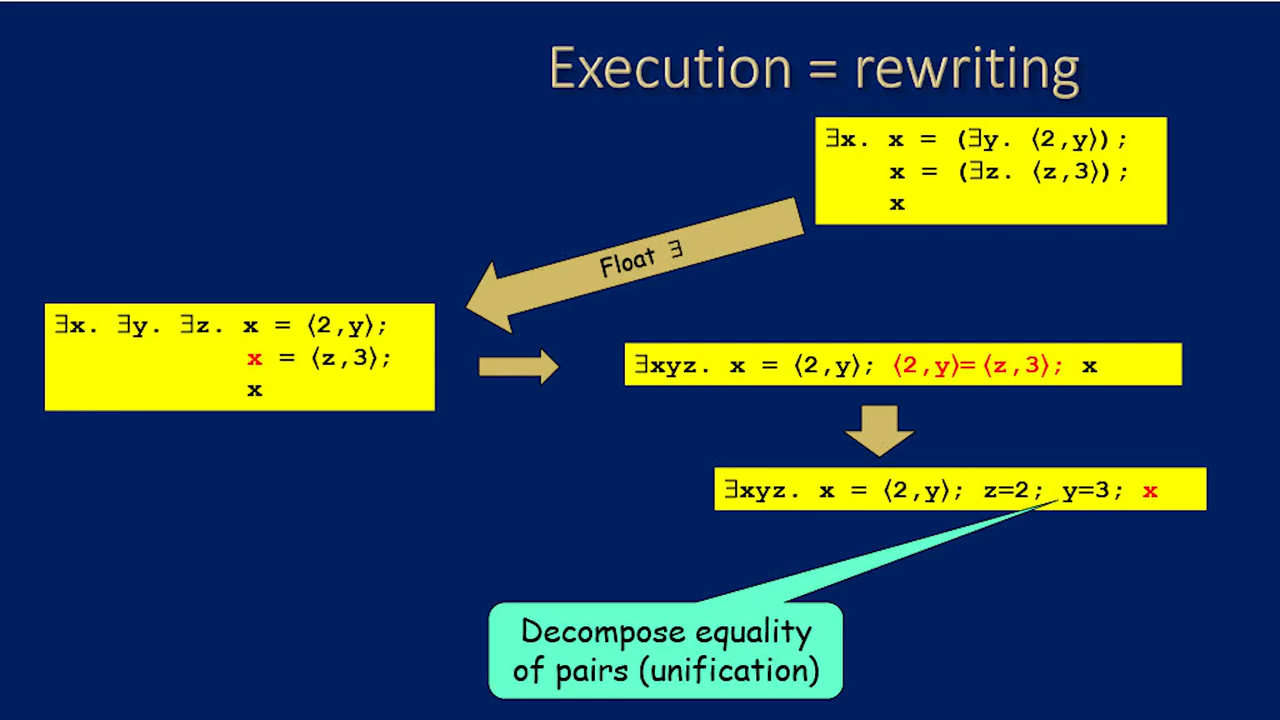 Execution = rewriting
∃x. x = (∃y. ⟨2,y⟩);
x = (∃z. ⟨z,3⟩);
x
Float ∃
∃x. ∃y. ∃z. x = ⟨2,y⟩;
x = ⟨z,3⟩;
x
∃xyz. x = ⟨2,y⟩; ⟨2,y⟩=⟨z,3⟩; x
∃xyz. x = ⟨2,y⟩; z=2; y=3; x
Decompose equality
of pairs (unification)